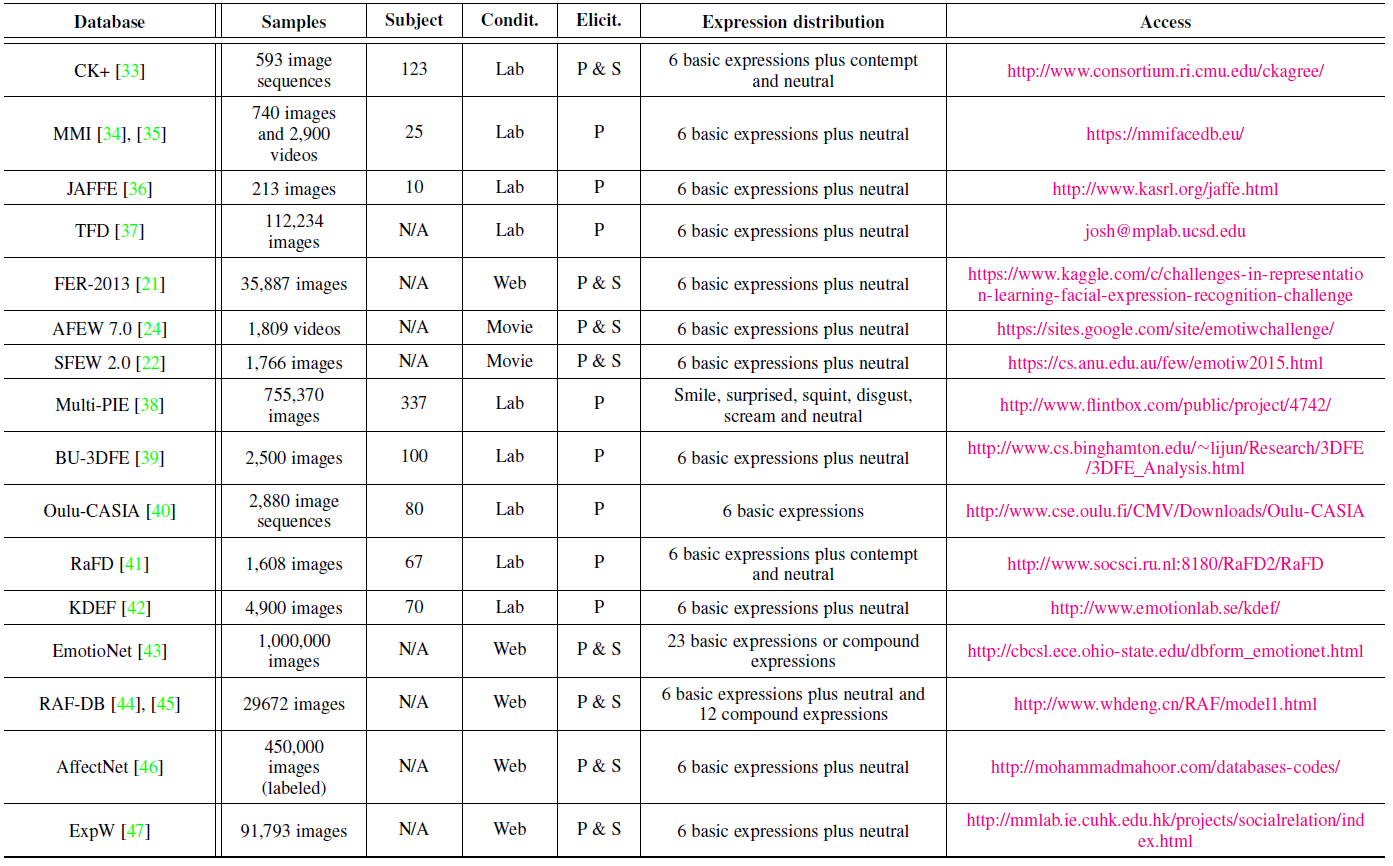 Database Samples Subject Condit. Elicit. Expression distribution Access
CK+ [33] 593 image sequences 123 Lab P & S 6 basic expressions plus contempt and neutral http://www.consortium.ri.cmu.edu/ckagree/
MMI [34], [35] 740 images and 2,900 videos 25 Lab P 6 basic expressions plus neutral https://mmifacedb.eu/
JAFFE [36] 213 images 10 Lab P 6 basic expressions plus neutral http://www.kasrl.org/jaffe.html
TFD [37] 112,234 images N/A Lab P 6 basic expressions plus neutral josh@mplab.ucsd.edu
FER-2013 [21] 35,887 images N/A Web P & S 6 basic expressions plus neutral https://www.kaggle.com/c/challenges-in-representatio n-learning-facial-expression-recognition-challenge
AFEW 7.0 [24] 1,809 videos N/A Movie P & S 6 basic expressions plus neutral https://sites.google.com/site/emotiwchallenge/
SFEW 2.0 [22] 1,766 images N/A Movie P & S 6 basic expressions plus neutral https://cs.anu.edu.au/few/emotiw2015.html
Multi-PIE [38] 755,370 images 337 Lab P Smile, surprised, squint, disgust, scream and neutral http://www.flintbox.com/public/project/4742/
BU-3DFE [39] 2,500 images 100 Lab P 6 basic expressions plus neutral http://www.cs.binghamton.edu/~lijun/Research/3DFE /3DFE_Analysis.html
Oulu-CASIA [40] 2,880 image sequences 80 Lab P 6 basic expressions http://www.cse.oulu.fi/CMV/Downloads/Oulu-CASIA
RaFD [41] 1,608 images 67 Lab P 6 basic expressions plus contempt and neutral http://www.socsci.ru.nl:8180/RaFD2/RaFD
KDEF [42] 4,900 images 70 Lab P 6 basic expressions plus neutral http://www.emotionlab.se/kdef/
EmotioNet [43] 1,000,000 images N/A Web P & S 23 basic expressions or compound expressions http://cbcsl.ece.ohio-state.edu/dbform_emotionet.html
RAF-DB [44], [45] 29672 images N/A Web P & S 6 basic expressions plus neutral and 12 compound expressions http://www.whdeng.cn/RAF/model1.html
AffectNet [46] 450,000 images (labeled) N/A Web P & S 6 basic expressions plus neutral http://mohammadmahoor.com/databases-codes/
ExpW [47] 91,793 images N/A Web P & S 6 basic expressions plus neutral http://mmlab.ie.cuhk.edu.hk/projects/socialrelation/ind ex.html